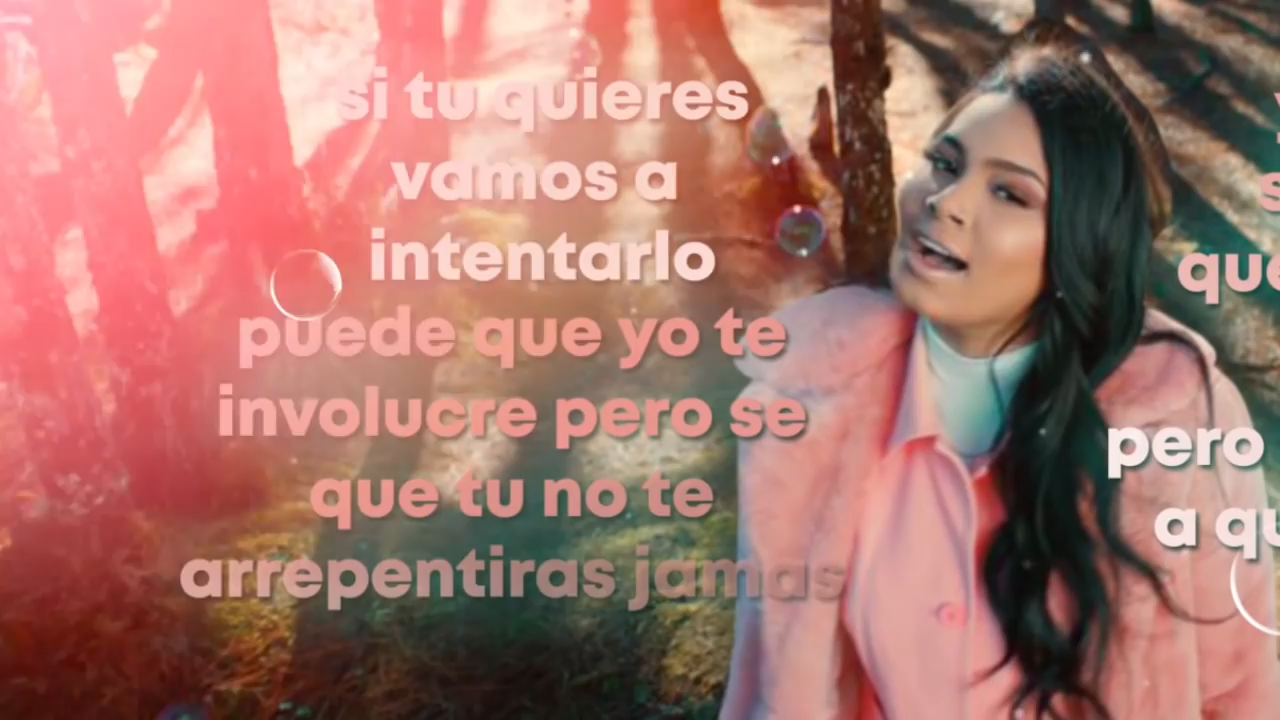 si tu quieres
vamos a
intentarlo
puede que yo te
involucre pero se
que tu no te
arrepentiras jamas
pero